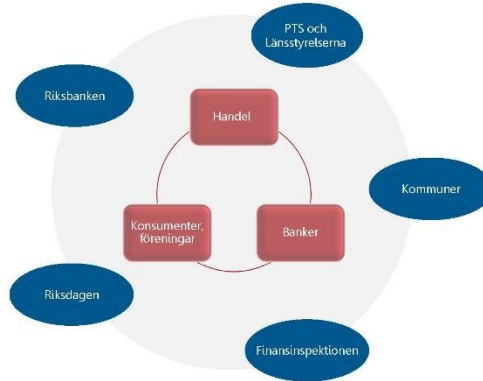 PTS och
Länsstyrelserna
Riksbanken
Handel
Kommuner
Konsumenter,
föreningar
Banker
Riksdagen
Finansinspektionen